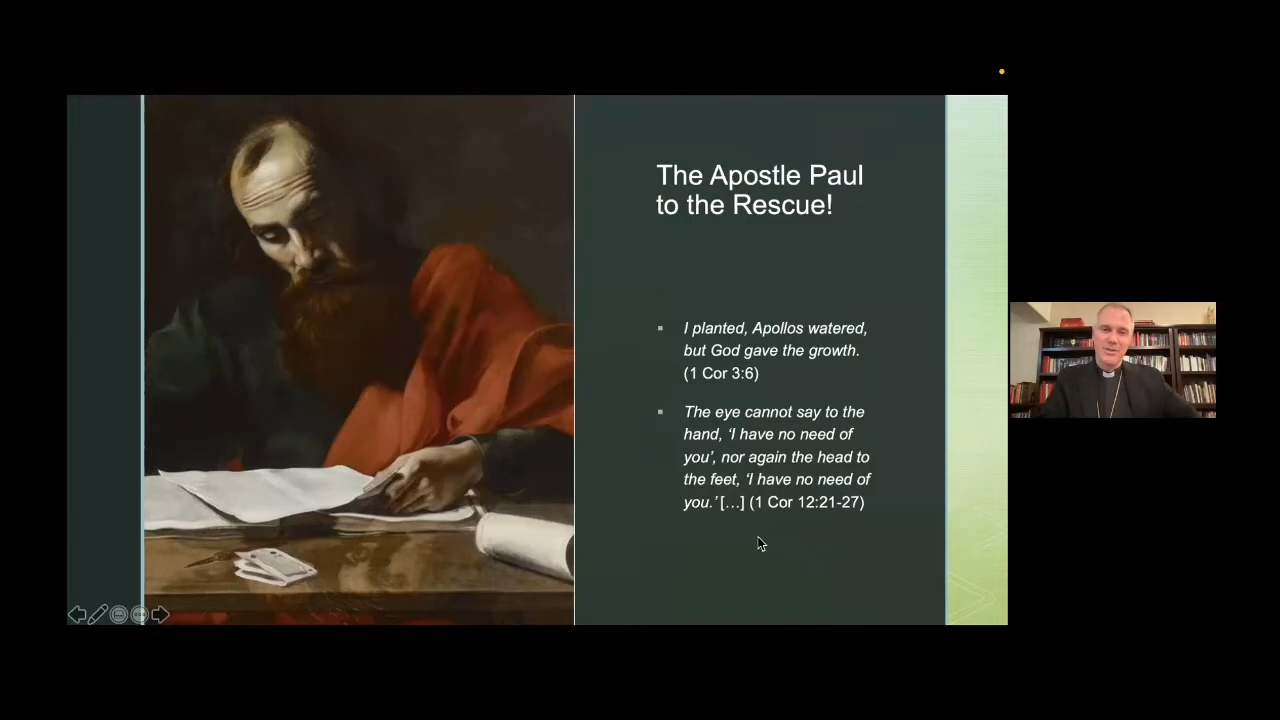 The Apostle Paul
to the Rescue!
▪ I planted, Apollos watered,
but God gave the growth.
(1 Cor 3:6)
▪ The eye cannot say to the
hand, ‘I have no need of
you’, nor again the head to
the feet, ‘I have no need of
you.’ […] (1 Cor 12:21-27)